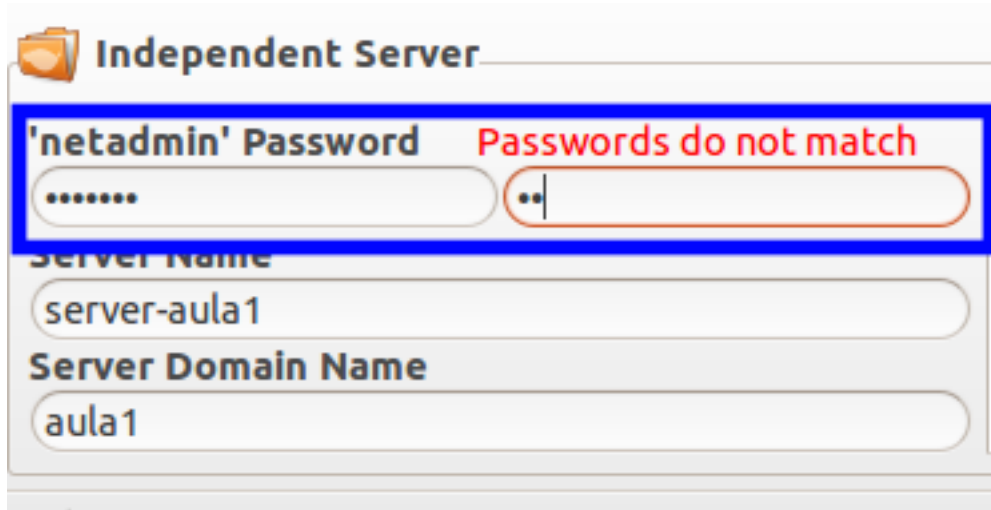 Independent Server
'netadmin' Password Passwords do not match
••••••• ••
Server Name
server-aula1
Server Domain Name
aula1